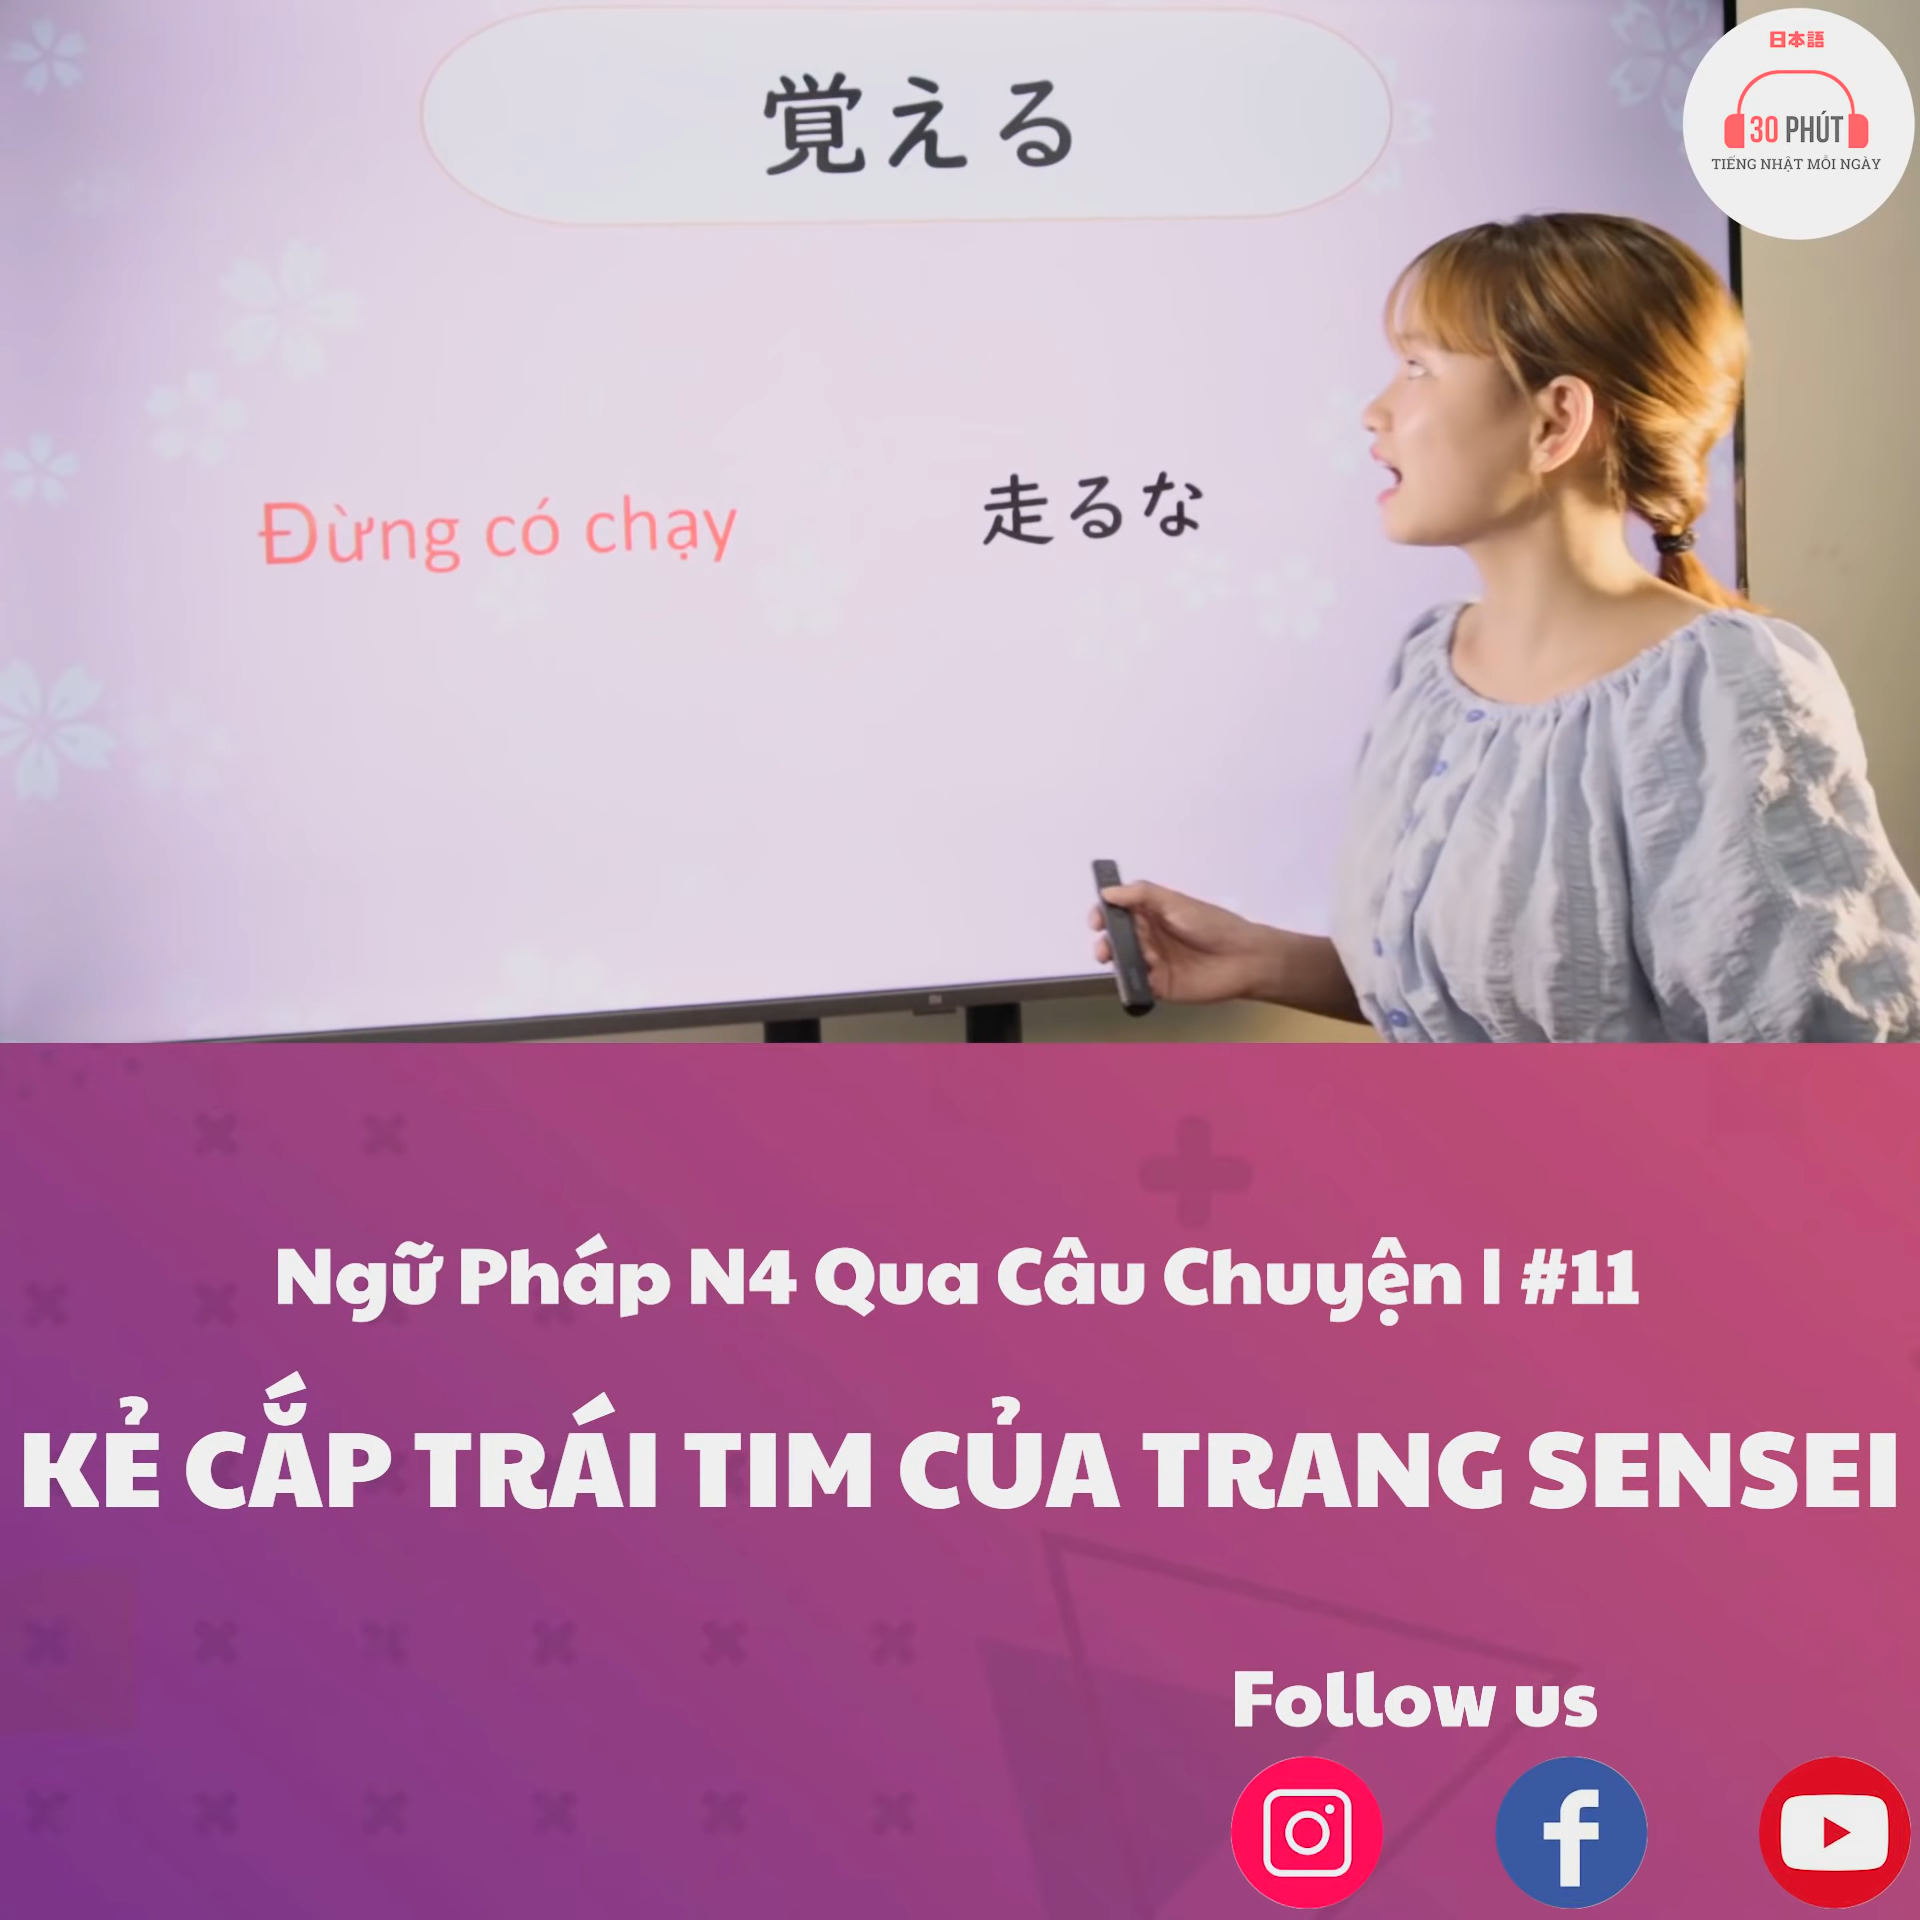 覚える
日本語
30 PHÚT
TIẾNG NHẬT MỖI NGÀY
Đừng có chạy
走るな
Ngữ Pháp N4 Qua Câu Chuyện I #11
KẺ CẮP TRÁI TIM CỦA TRANG SENSEI
Follow us